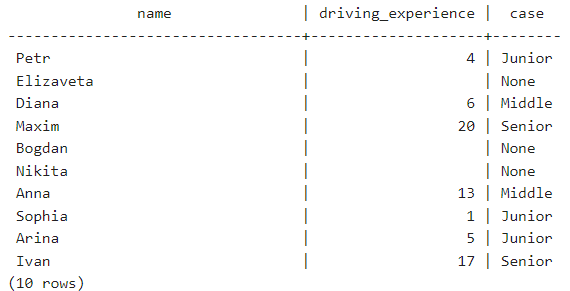 name               | driving_experience |  case
---------------------------------+--------------------+--------
 Petr                            |                  4 | Junior
 Elizaveta                       |                    | None
 Diana                           |                  6 | Middle
 Maxim                           |                 20 | Senior
 Bogdan                          |                    | None
 Nikita                          |                    | None
 Anna                            |                 13 | Middle
 Sophia                          |                  1 | Junior
 Arina                           |                  5 | Junior
 Ivan                            |                 17 | Senior
(10 rows)